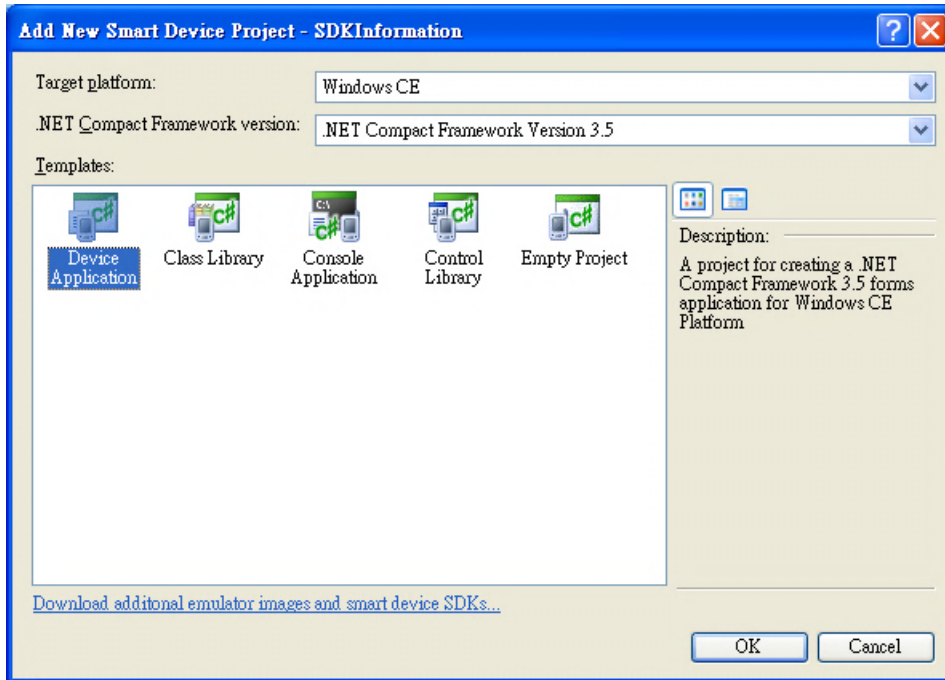 Add New Smart Device Project - SDKInformation
Target platform:
Windows CE
.NET Compact Framework version:
.NET Compact Framework Version 3.5
Templates:
Device
Application
Class Library
Console
Application
Control
Library
Empty Project
Description:
A project for creating a .NET
Compact Framework 3.5 forms
application for Windows CE
Platform
Download additonal emulator images and smart device SDKs...
OK
Cancel